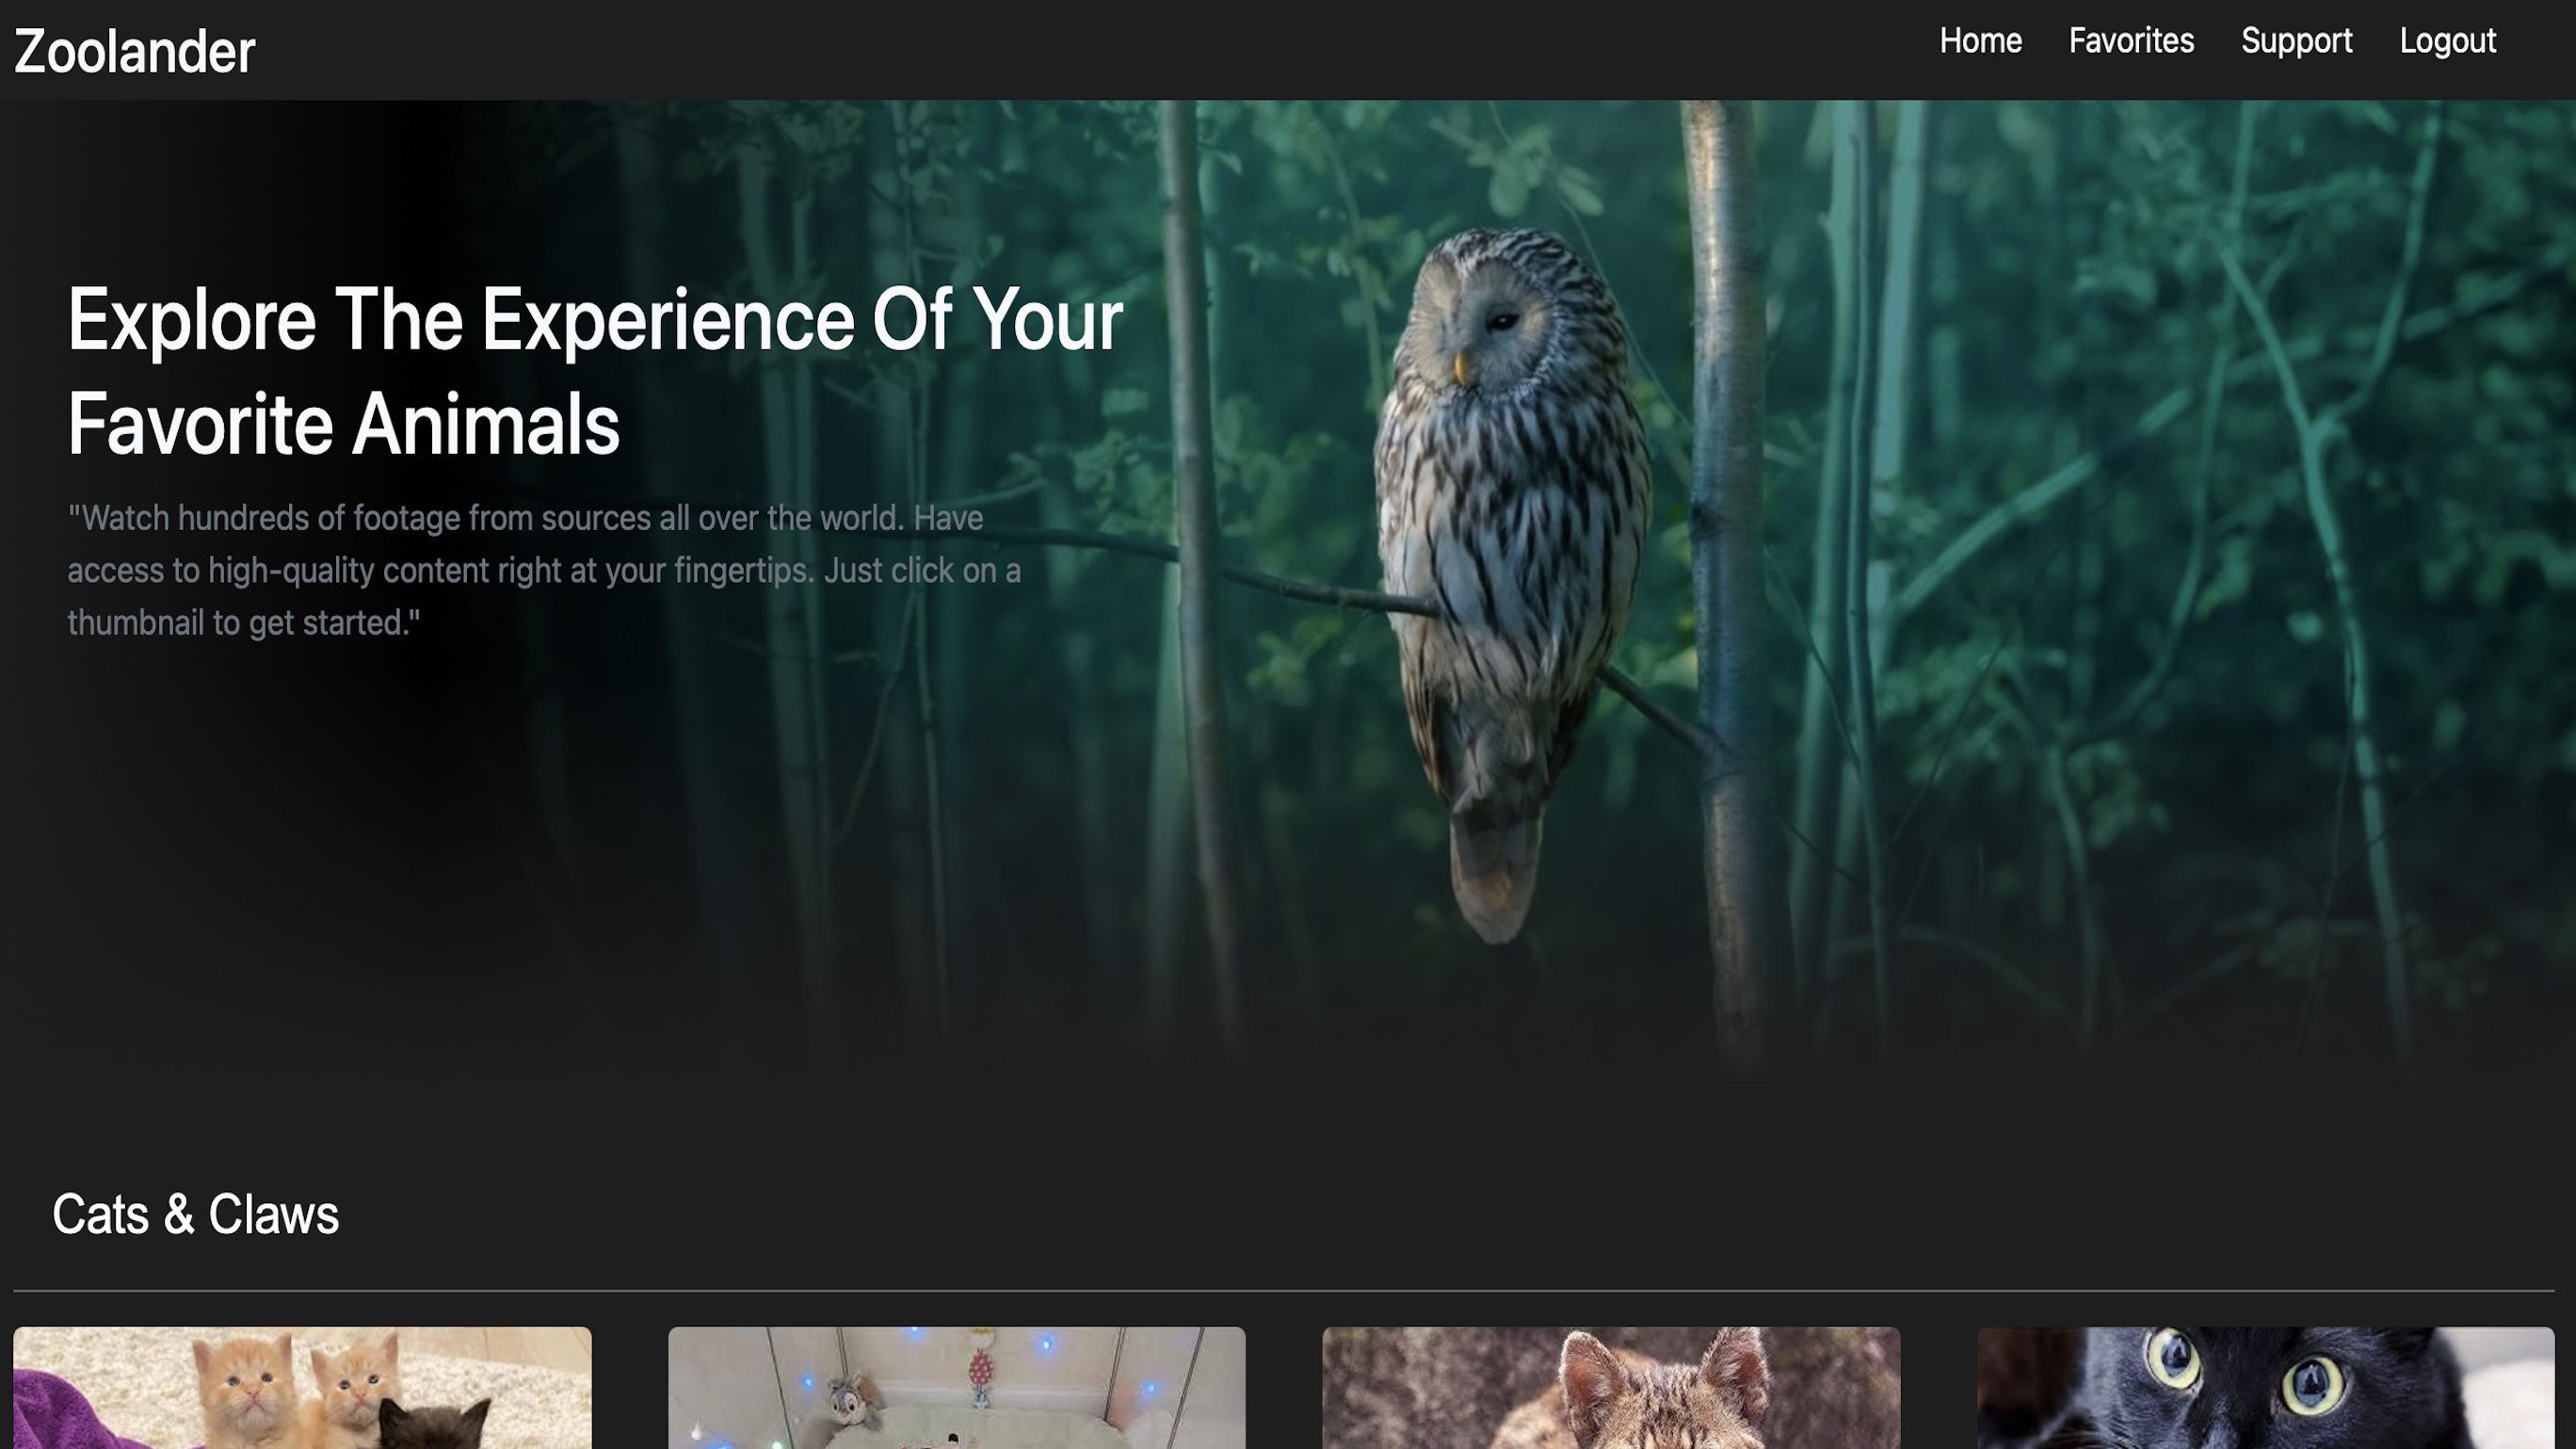 Zoolander
Home Favorites Support Logout
Explore The Experience Of Your
Favorite Animals
"Watch hundreds of footage from sources all over the world. Have
access to high-quality content right at your fingertips. Just click on a
thumbnail to get started."
Cats & Claws